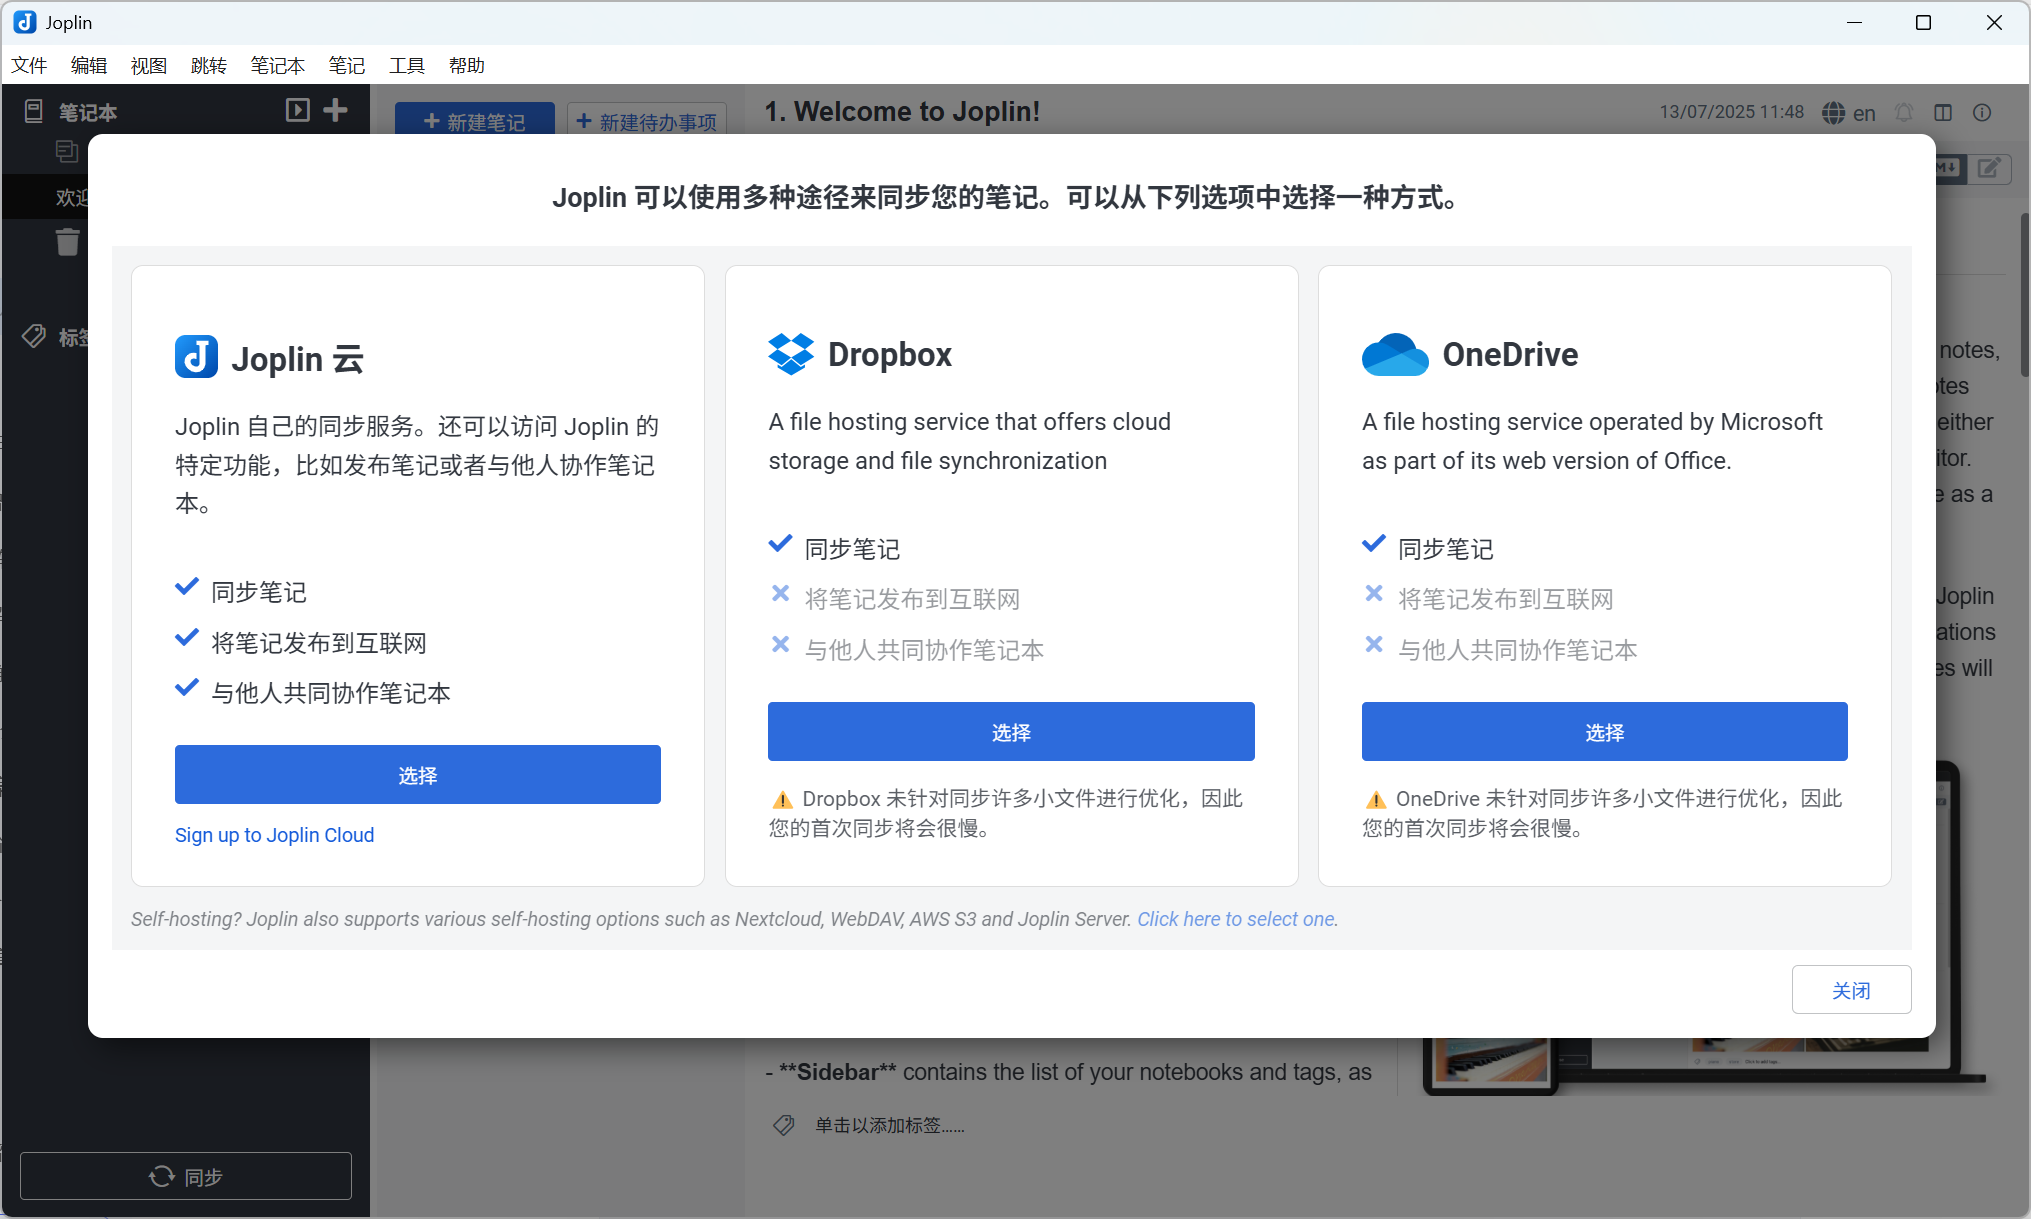 Joplin
文件 编辑 视图 跳转 笔记本 笔记 工具 帮助
笔记本
新建笔记
新建待办事项
1. Welcome to Joplin!
13/07/2025 11:48
en
欢迎
标签
Joplin 可以使用多种途径来同步您的笔记。可以从下列选项中选择一种方式。
Joplin 云
Joplin 自己的同步服务。还可以访问 Joplin 的
特定功能，比如发布笔记或者与他人协作笔记
本。
同步笔记
将笔记发布到互联网
与他人共同协作笔记本
选择
Sign up to Joplin Cloud
Dropbox
A file hosting service that offers cloud
storage and file synchronization
同步笔记
将笔记发布到互联网
与他人共同协作笔记本
选择
Dropbox 未针对同步许多小文件进行优化，因此
您的首次同步将会很慢。
OneDrive
A file hosting service operated by Microsoft
as part of its web version of Office.
同步笔记
将笔记发布到互联网
与他人共同协作笔记本
选择
OneDrive 未针对同步许多小文件进行优化，因此
您的首次同步将会很慢。
Self-hosting? Joplin also supports various self-hosting options such as Nextcloud, WebDAV, AWS S3 and Joplin Server. Click here to select one.
关闭
notes,
either
as a
Joplin
will
- **Sidebar** contains the list of your notebooks and tags, as
单击以添加标签......
同步